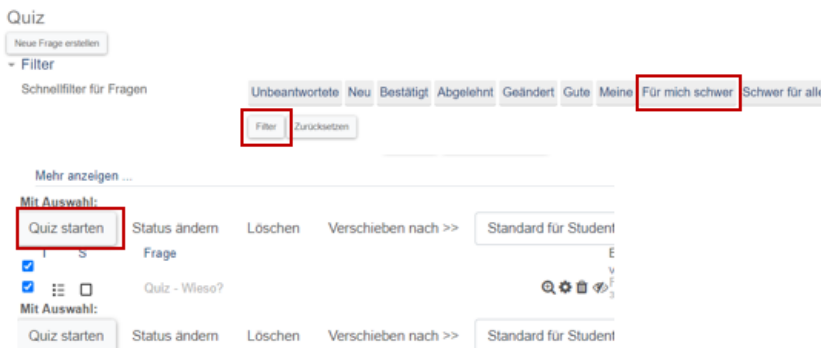 Quiz
Neue Frage erstellen
Filter
Schnellfilter für Fragen Unbeantwortete Neu Bestätigt Abgelehnt Geändert Gute Meine Für mich schwer Schwer für alle
Filter Zurücksetzen
Mehr anzeigen ...
Mit Auswahl:
Quiz starten Status ändern Löschen Verschieben nach >> Standard für Student
T S Frage
Quiz - Wieso?
Mit Auswahl:
Quiz starten Status ändern Löschen Verschieben nach >> Standard für Student